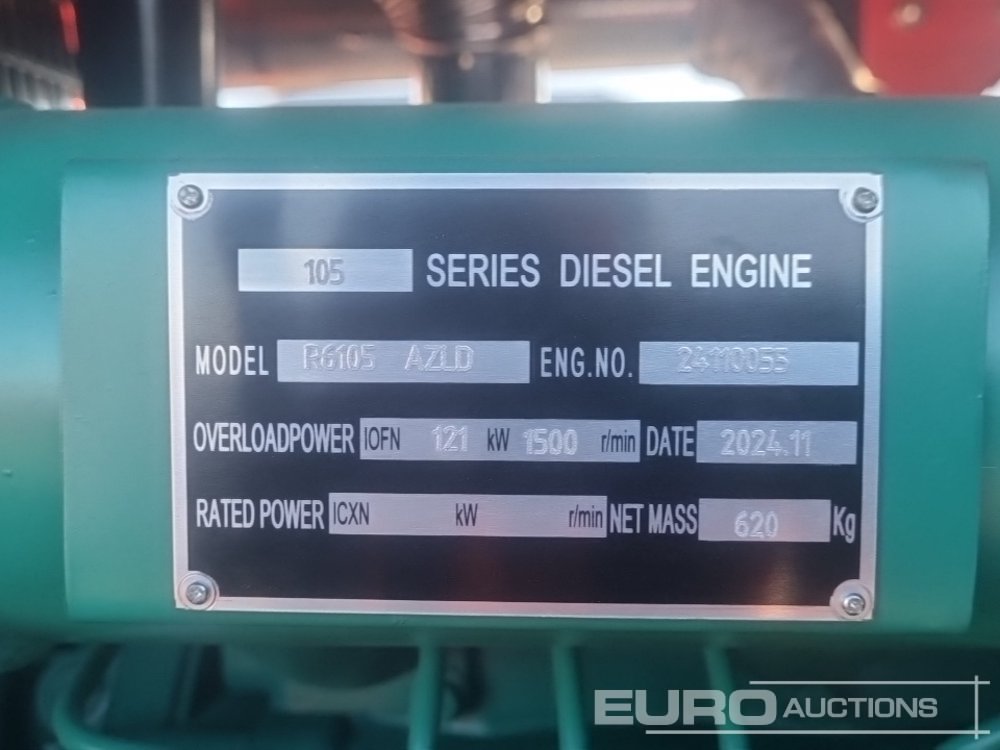 105 SERIES DIESEL ENGINE
MODEL R6105 AZLD ENG.NO. 24110055
OVERLOADPOWER IOFN 121 kW 1500 r/min DATE 2024.11
RATED POWER ICXN kW r/min NET MASS 620 Kg
EURO AUCTIONS